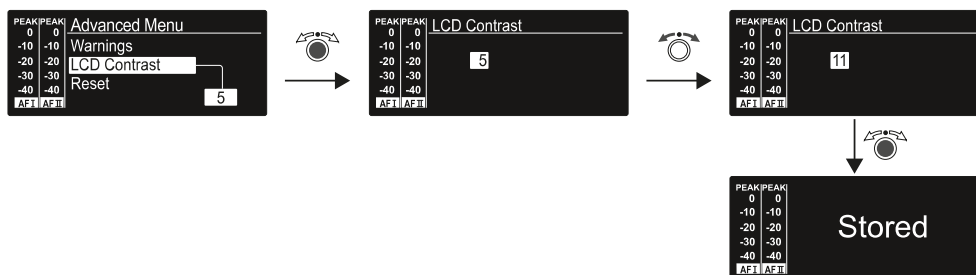 PEAK PEAK Advanced Menu
0 0
-10 -10 Warnings
-20 -20 LCD Contrast
-30 -30 Reset
-40 -40 5
AF I AF II
PEAK PEAK LCD Contrast
0 0
-10 -10
-20 -20 5
-30 -30
-40 -40
AF I AF II
PEAK PEAK LCD Contrast
0 0
-10 -10
-20 -20 11
-30 -30
-40 -40
AF I AF II
PEAK PEAK
0 0
-10 -10
-20 -20 Stored
-30 -30
-40 -40
AF I AF II